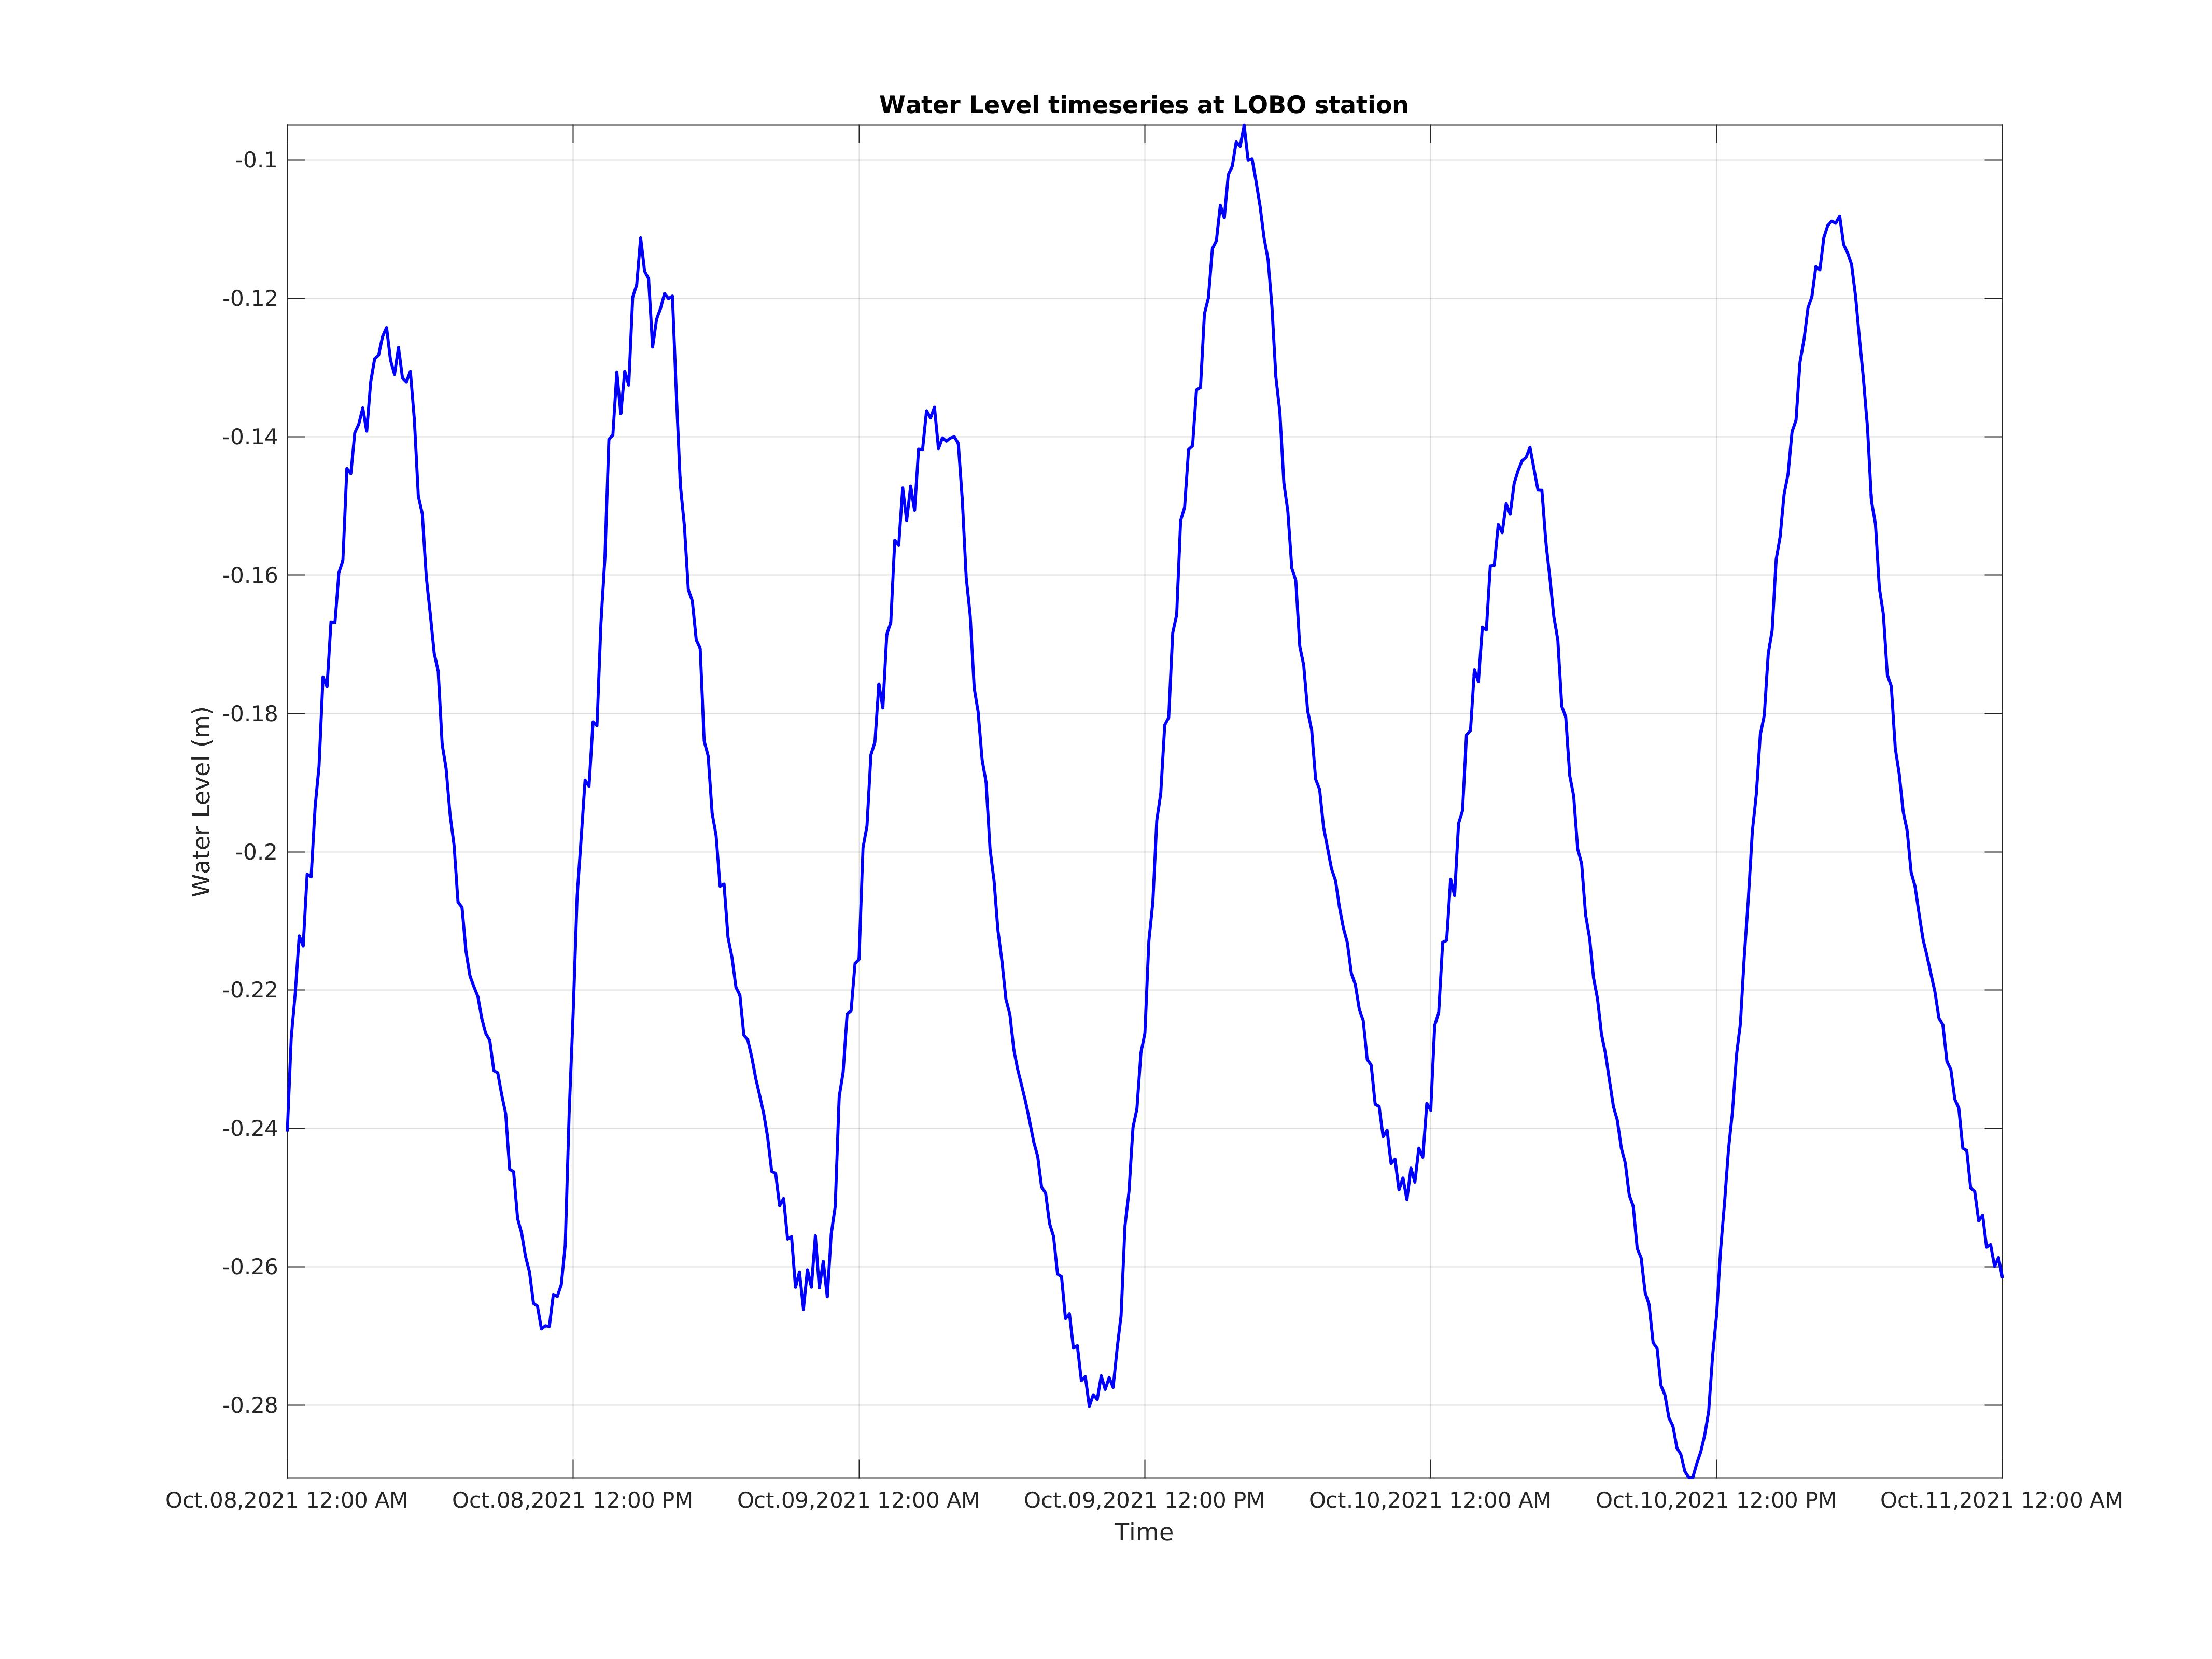 Water Level timeseries at LOBO station
-0.1
-0.12
-0.14
-0.16
-0.18
-0.2
-0.22
-0.24
-0.26
-0.28
Water Level (m)
Oct.08,2021 12:00 AM Oct.08,2021 12:00 PM Oct.09,2021 12:00 AM Oct.09,2021 12:00 PM Oct.10,2021 12:00 AM Oct.10,2021 12:00 PM Oct.11,2021 12:00 AM
Time